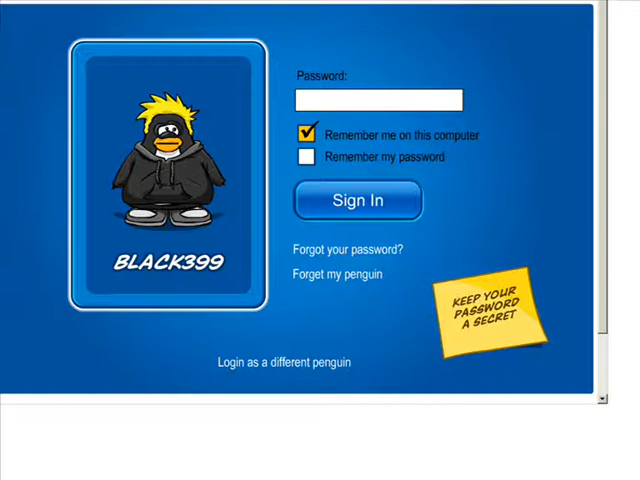 Password:
Remember me on this computer
Remember my password
Sign In
BLACK399
Forgot your password?
Forget my penguin
KEEP YOUR
PASSWORD
A SECRET
Login as a different penguin